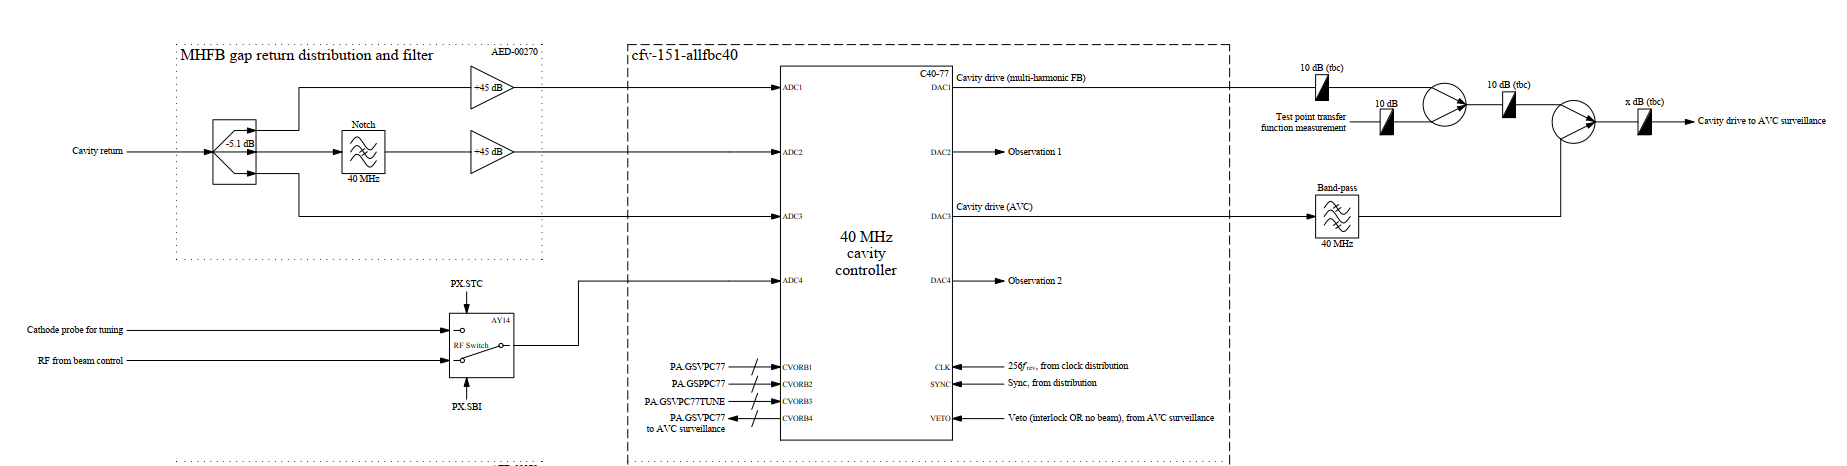 MHFB gap return distribution and filter
AED-00270
+45 dB
-5.1 dB
Notch
40 MHz
+45 dB
Cavity return
cfv-151-allfbc40
C40-77
ADC1
ADC2
ADC3
ADC4
DAC1
DAC2
DAC3
DAC4
40 MHz
cavity
controller
Cavity drive (multi-harmonic FB)
Observation 1
Cavity drive (AVC)
Observation 2
10 dB (tbc)
10 dB
Test point transfer
function measurement
10 dB (tbc)
x dB (tbc)
Cavity drive to AVC surveillance
Band-pass
40 MHz
PX.STC
AY14
RF Switch
Cathode probe for tuning
RF from beam control
PX.SBI
PA.GSVPC77
CVORB1
PA.GSPPC77
CVORB2
PA.GSVPC77TUNE
CVORB3
PA.GSVPC77
to AVC surveillance
CVORB4
CLK
256frev, from clock distribution
SYNC
Sync, from distribution
VETO
Veto (interlock OR no beam), from AVC surveillance